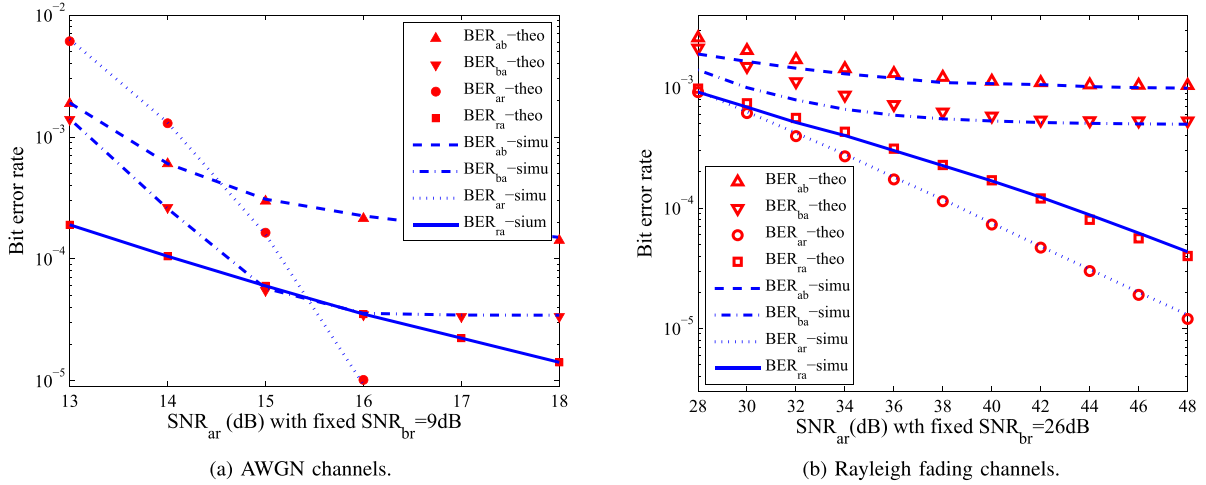 10^-2
10^-3
10^-4
10^-5
Bit error rate
BER_ab−theo
BER_ba−theo
BER_ar−theo
BER_ra−theo
BER_ab−simu
BER_ba−simu
BER_ar−simu
BER_ra−sium
13 14 15 16 17 18
SNR_ar (dB) with fixed SNR_br=9dB
(a) AWGN channels.
10^-3
10^-4
10^-5
Bit error rate
BER_ab−theo
BER_ba−theo
BER_ar−theo
BER_ra−theo
BER_ab−simu
BER_ba−simu
BER_ar−simu
BER_ra−simu
28 30 32 34 36 38 40 42 44 46 48
SNR_ar(dB) wth fixed SNR_br=26dB
(b) Rayleigh fading channels.